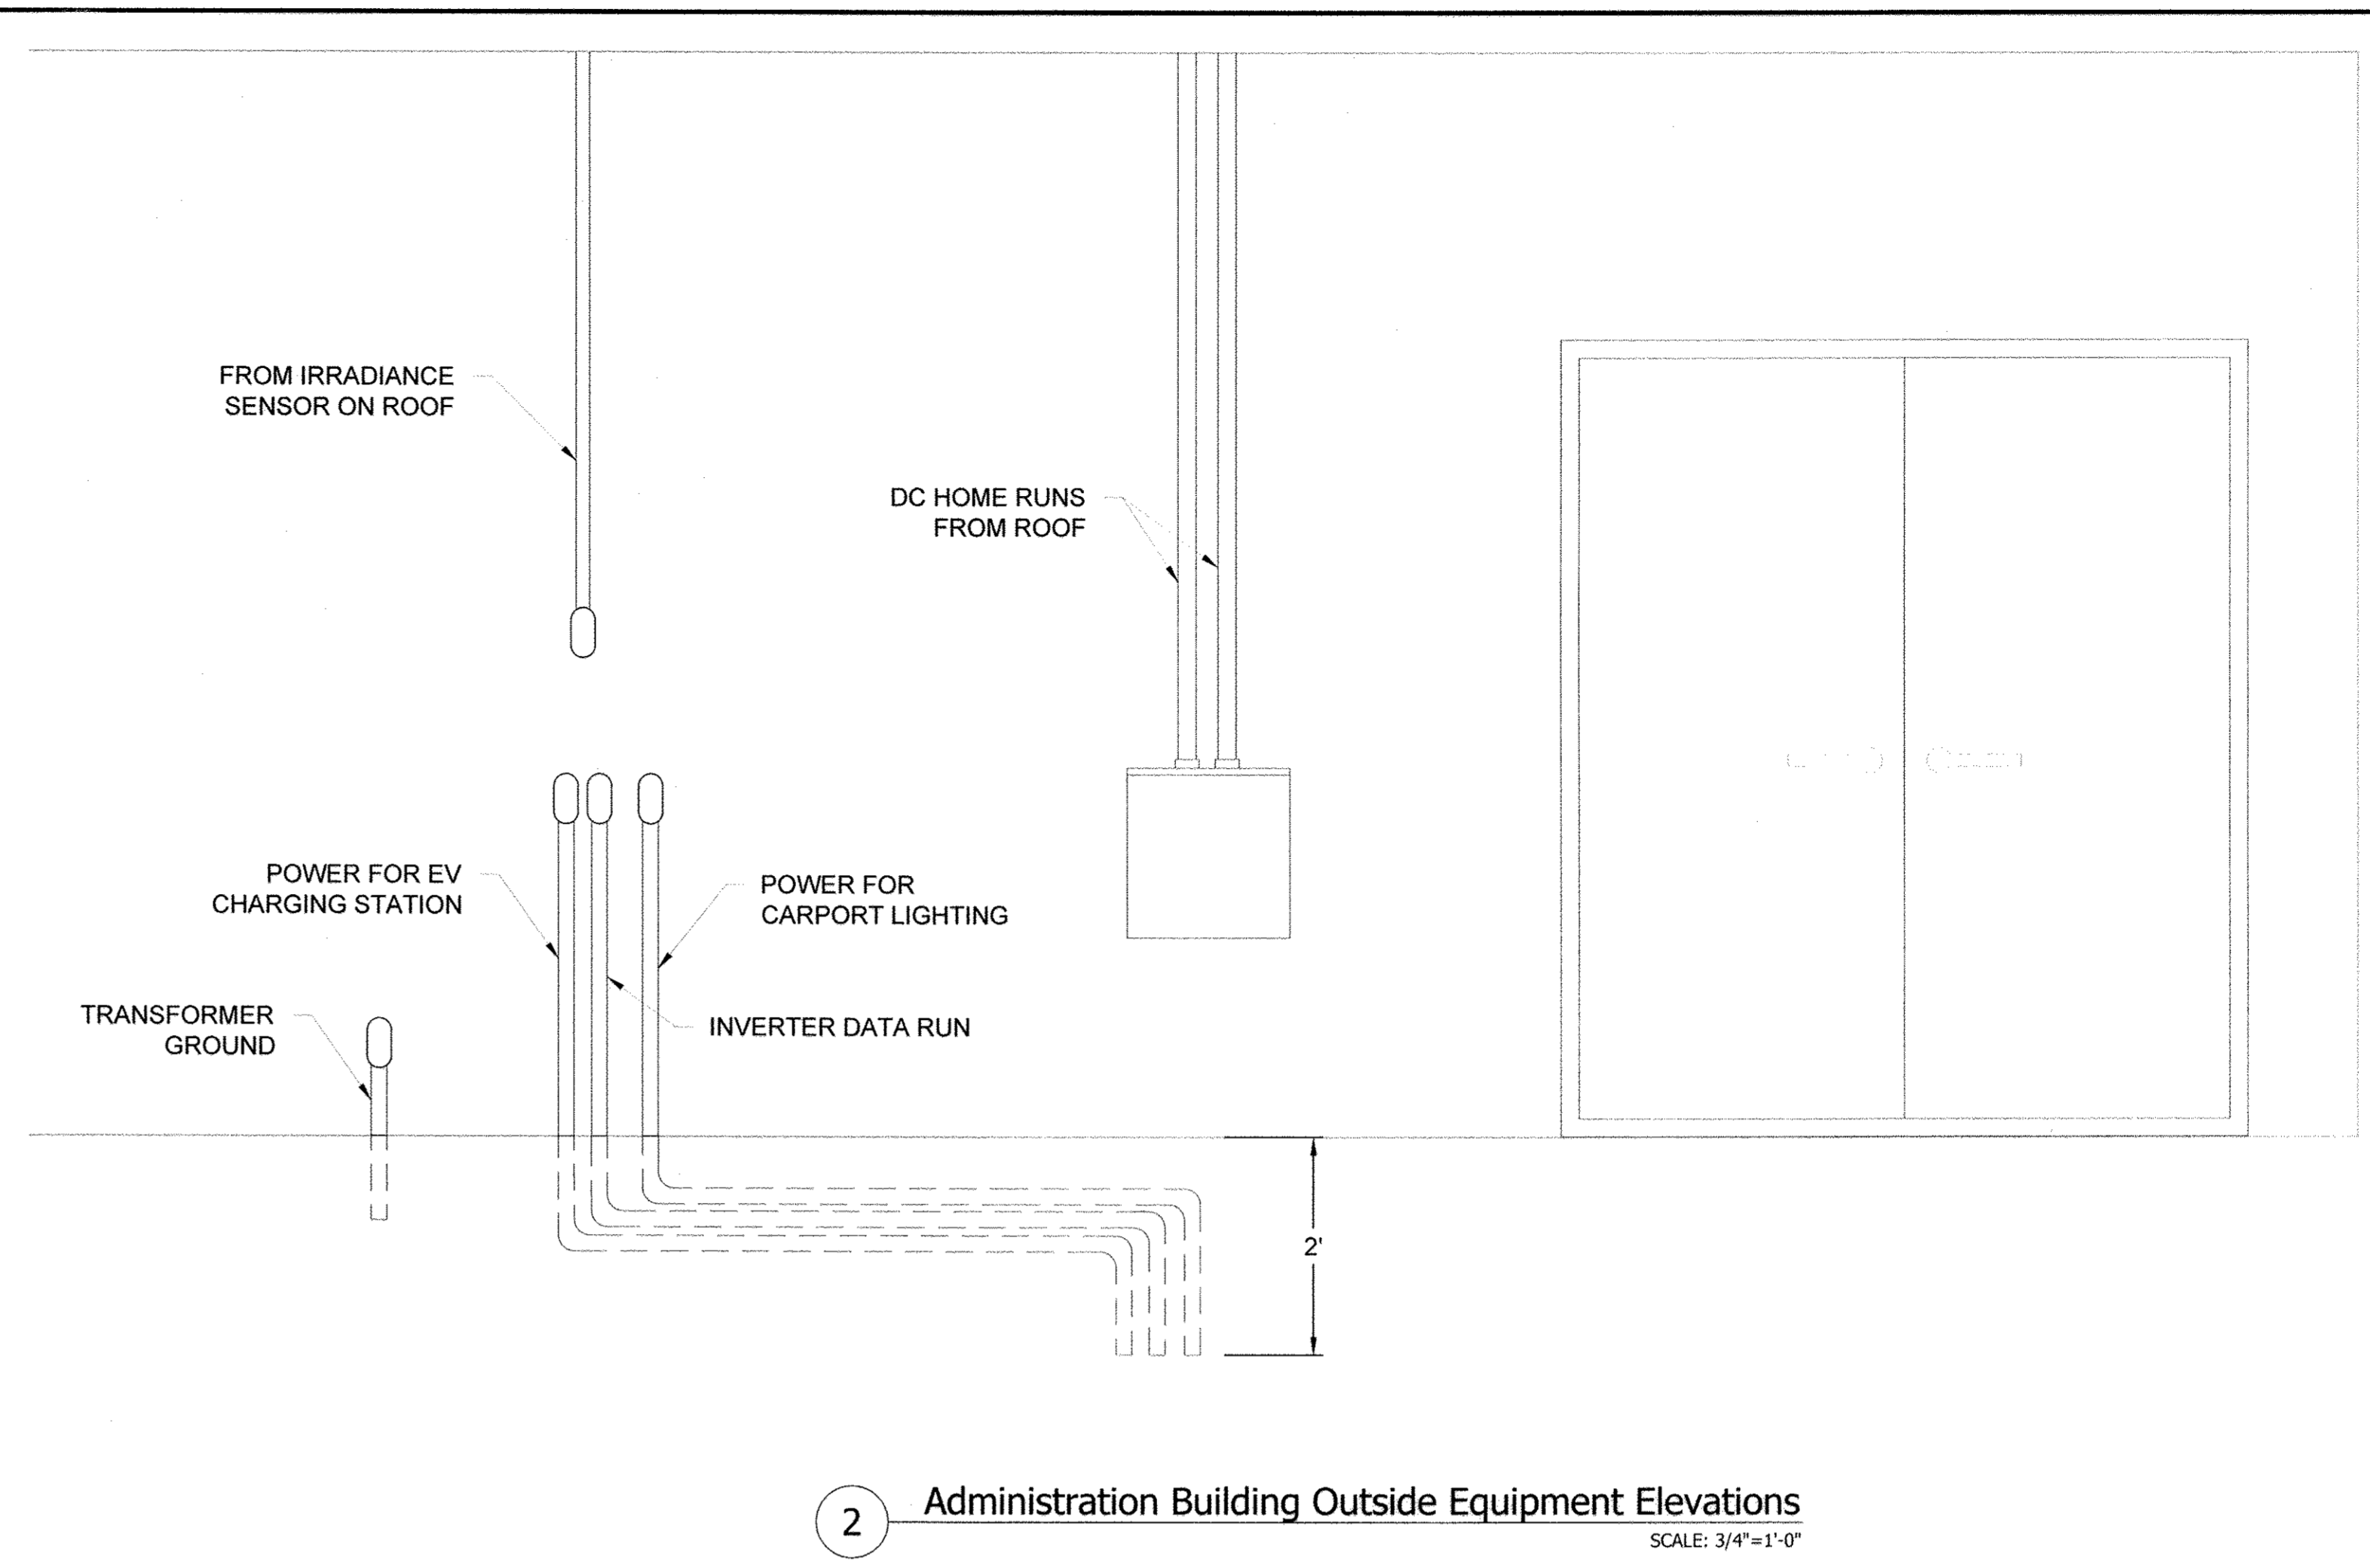 FROM IRRADIANCE
SENSOR ON ROOF
DC HOME RUNS
FROM ROOF
POWER FOR EV
CHARGING STATION
POWER FOR
CARPORT LIGHTING
TRANSFORMER
GROUND
INVERTER DATA RUN
2'
2
Administration Building Outside Equipment Elevations
SCALE: 3/4"=1'-0"